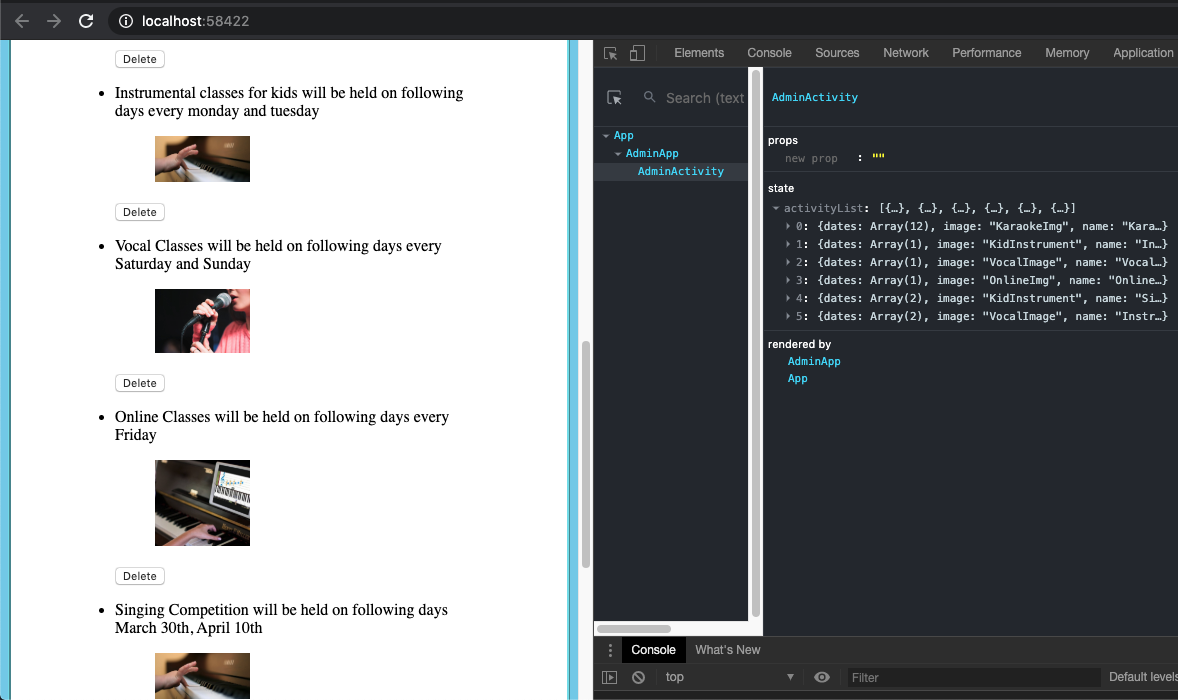 localhost:58422
Delete
Instrumental classes for kids will be held on following
days every monday and tuesday
Delete
Vocal Classes will be held on following days every
Saturday and Sunday
Delete
Online Classes will be held on following days every
Friday
Delete
Singing Competition will be held on following days
March 30th, April 10th
Elements Console Sources Network Performance Memory Application
Search (text
App
AdminApp
AdminActivity
AdminActivity
props
new prop : ""
state
activityList: [{…}, {…}, {…}, {…}, {…}, {…}]
0: {dates: Array(12), image: "KaraokeImg", name: "Kara…}
1: {dates: Array(1), image: "KidInstrument", name: "In…}
2: {dates: Array(1), image: "VocalImage", name: "Vocal…}
3: {dates: Array(1), image: "OnlineImg", name: "Online…}
4: {dates: Array(2), image: "KidInstrument", name: "Si…}
5: {dates: Array(2), image: "VocalImage", name: "Instr…}
rendered by
AdminApp
App
Console What's New
top Filter Default levels